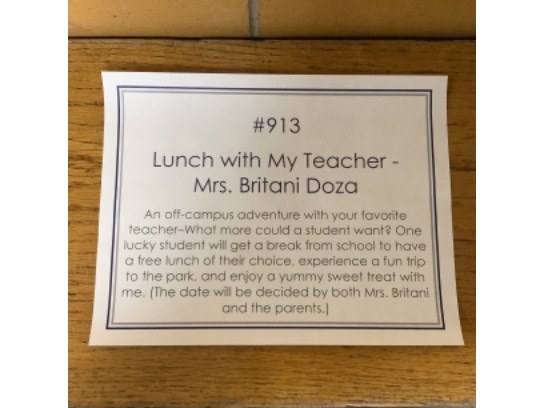 #913
Lunch with My Teacher -
Mrs. Britani Doza
An off-campus adventure with your favorite
teacher–What more could a student want? One
lucky student will get a break from school to have
a free lunch of their choice, experience a fun trip
to the park, and enjoy a yummy sweet treat with
me. (The date will be decided by both Mrs. Britani
and the parents.)